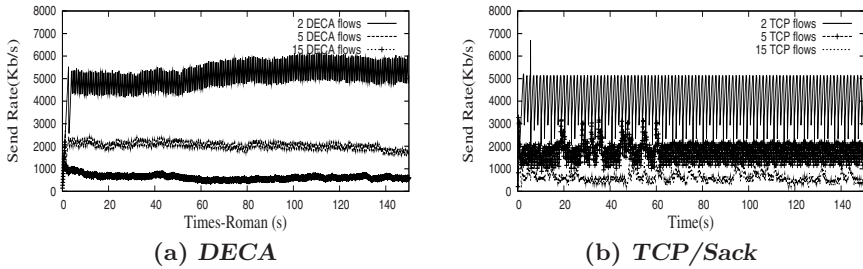 8000
7000
6000
5000
4000
3000
2000
1000
0
Send Rate(Kb/s)
2 DECA flows
5 DECA flows
15 DECA flows
0 20 40 60 80 100 120 140
Times-Roman (s)
(a) DECA
8000
7000
6000
5000
4000
3000
2000
1000
0
Send Rate(Kb/s)
2 TCP flows
5 TCP flows
15 TCP flows
0 20 40 60 80 100 120 140
Time(s)
(b) TCP/Sack